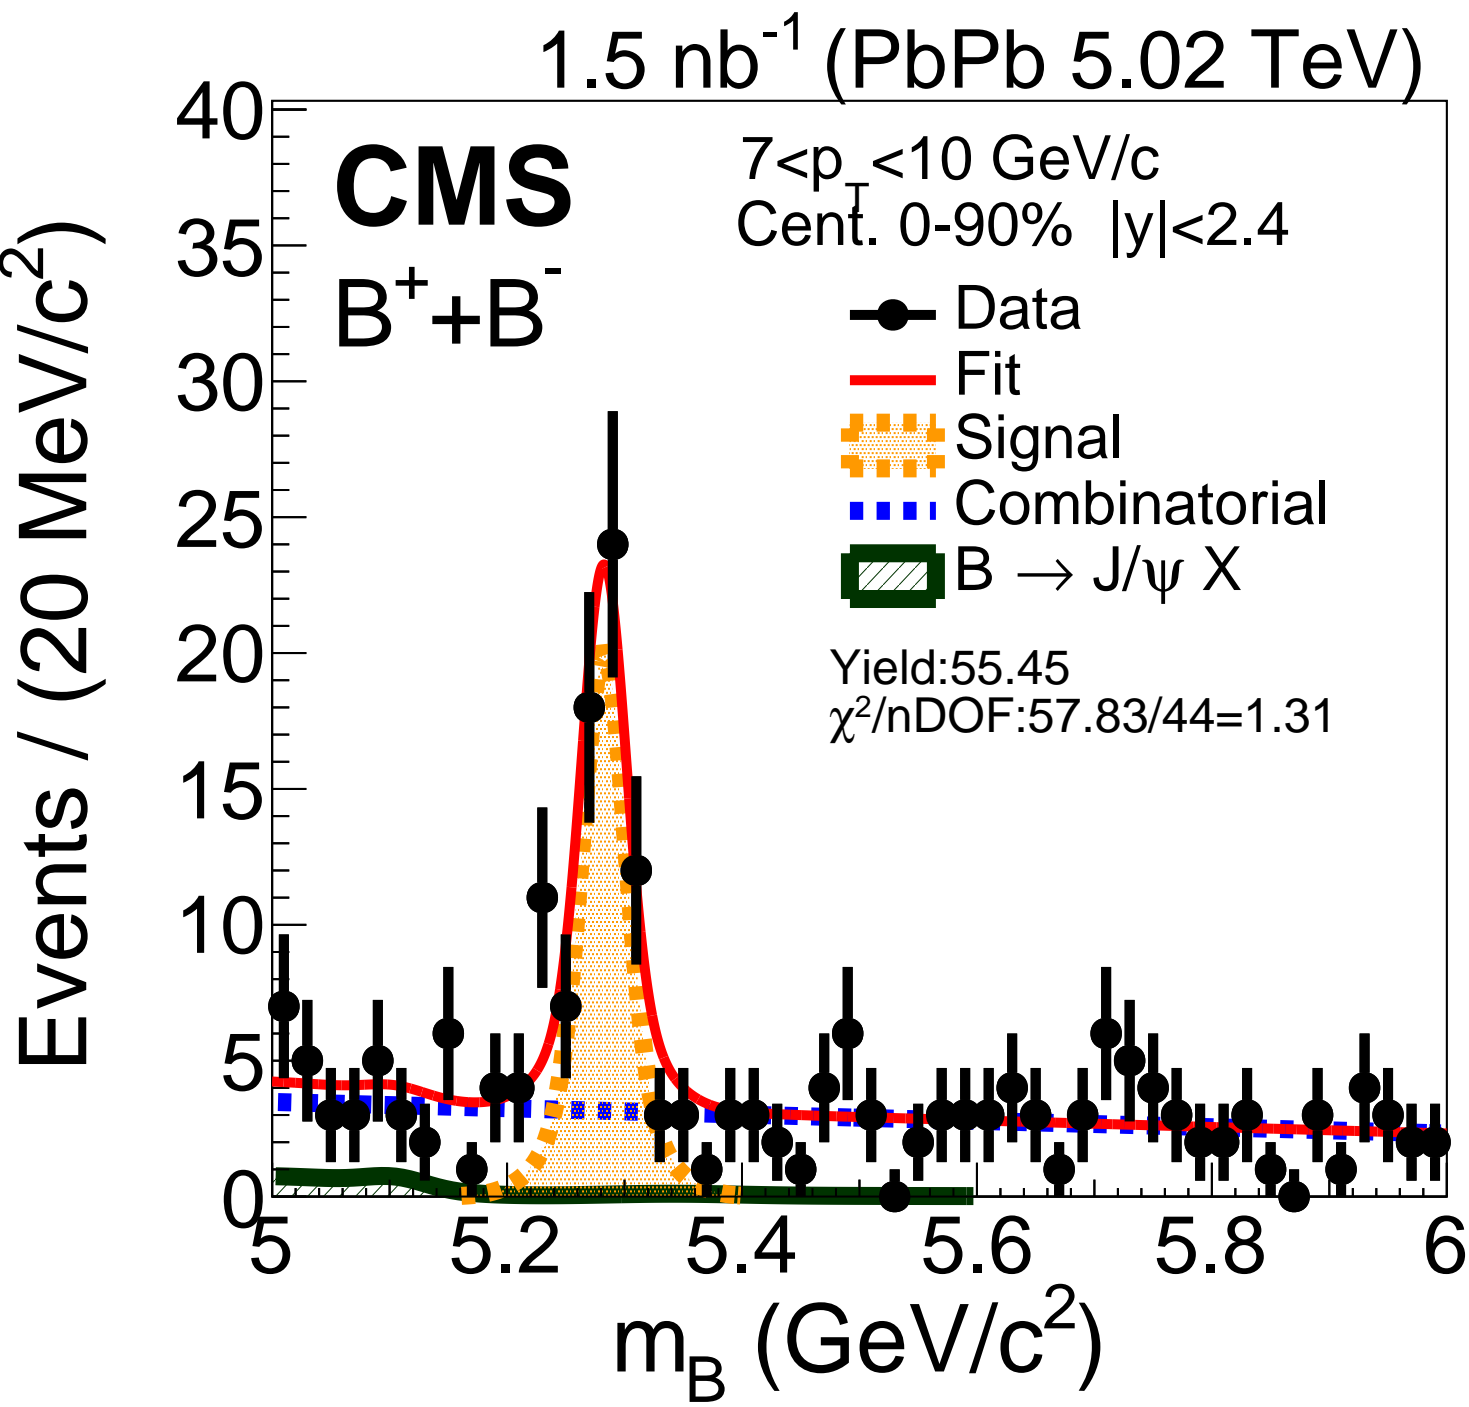 1.5 nb⁻¹ (PbPb 5.02 TeV)
CMS
B⁺+B⁻
7<p_T<10 GeV/c
Cent. 0-90% |y|<2.4
Data
Fit
Signal
Combinatorial
B → J/ψ X
Yield:55.45
χ²/nDOF:57.83/44=1.31
Events / (20 MeV/c²)
40
35
30
25
20
15
10
5
0
5 5.2 5.4 5.6 5.8 6
m_B (GeV/c²)